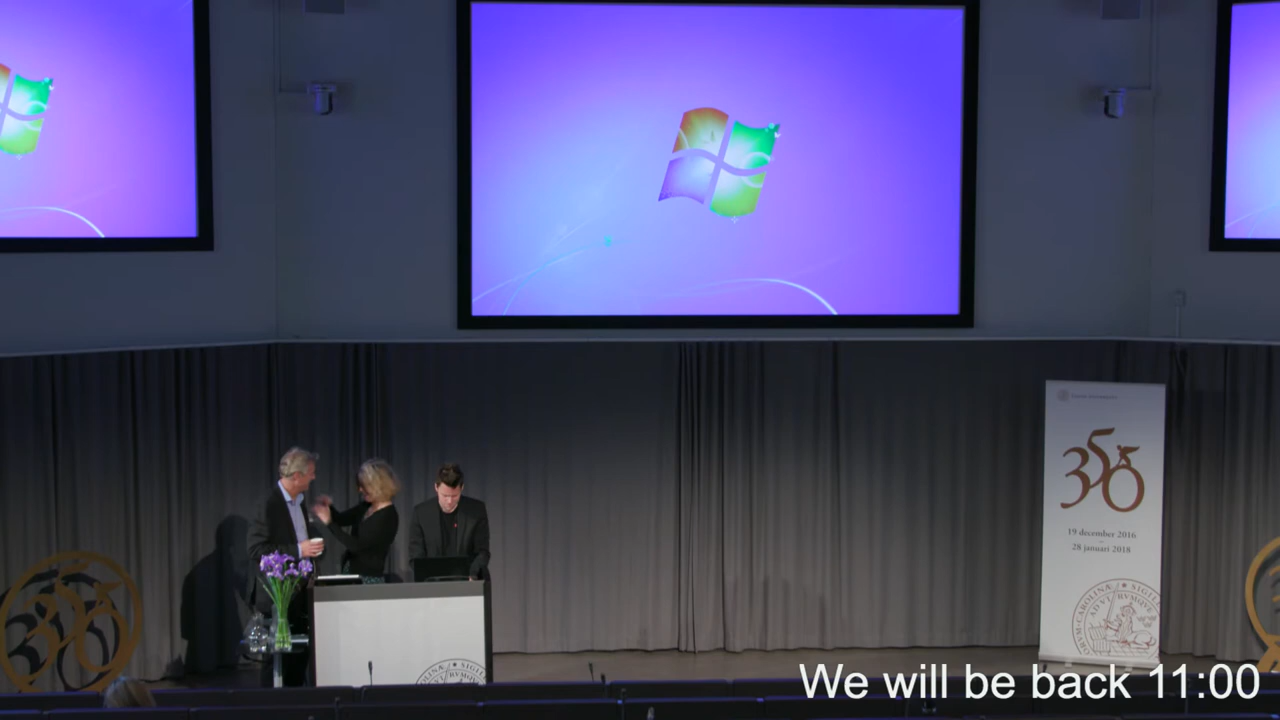 350
19 december 2016
–
28 januari 2018
We will be back 11:00